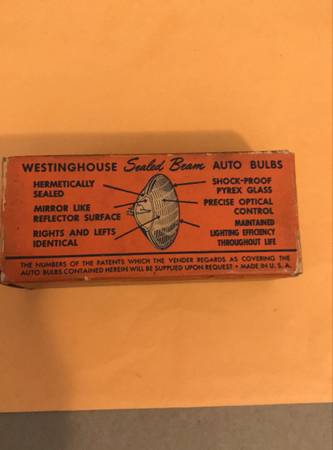 WESTINGHOUSE Sealed Beam AUTO BULBS
HERMETICALLY
SEALED
MIRROR LIKE
REFLECTOR SURFACE
RIGHTS AND LEFTS
IDENTICAL
SHOCK-PROOF
PYREX GLASS
PRECISE OPTICAL
CONTROL
MAINTAINED
LIGHTING EFFICIENCY
THROUGHOUT LIFE
THE NUMBERS OF THE PATENTS WHICH THE VENDER REGARDS AS COVERING THE
AUTO BULBS CONTAINED HEREIN WILL BE SUPPLIED UPON REQUEST • MADE IN U. S. A.